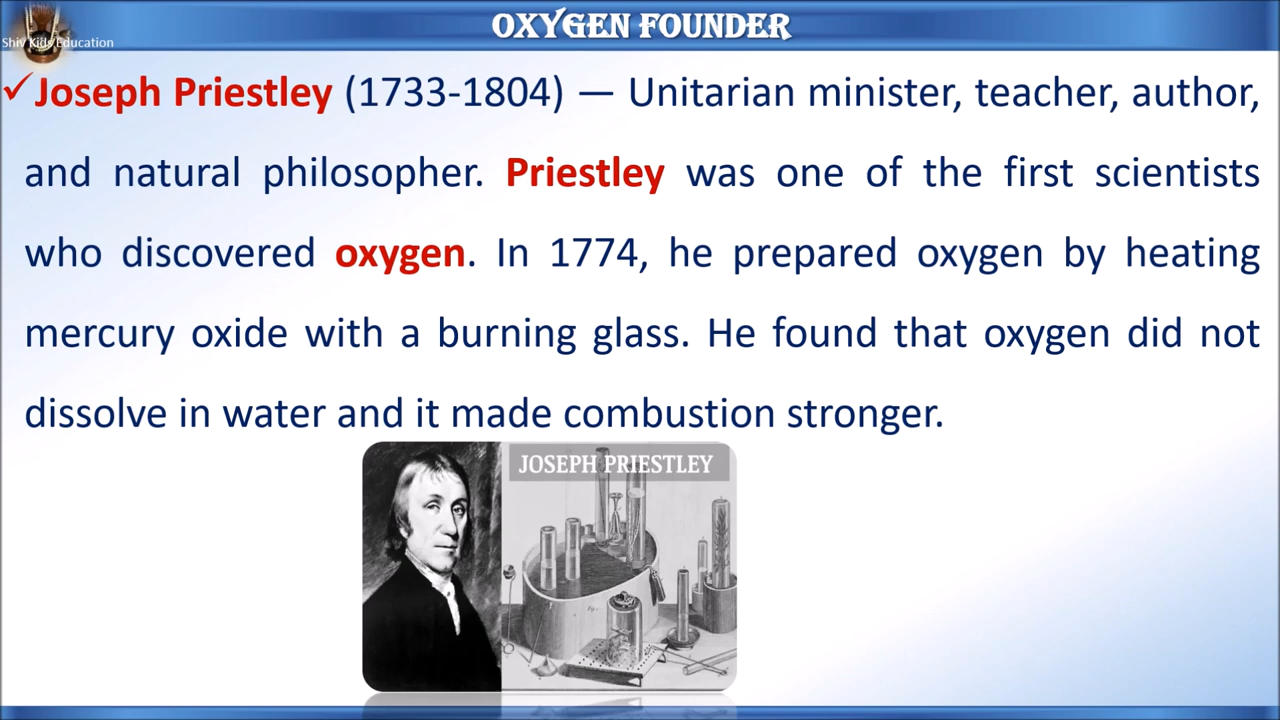 OXYGEN FOUNDER
Shiv Kids Education
✓Joseph Priestley (1733-1804) — Unitarian minister, teacher, author,
and natural philosopher. Priestley was one of the first scientists
who discovered oxygen. In 1774, he prepared oxygen by heating
mercury oxide with a burning glass. He found that oxygen did not
dissolve in water and it made combustion stronger.
JOSEPH PRIESTLEY